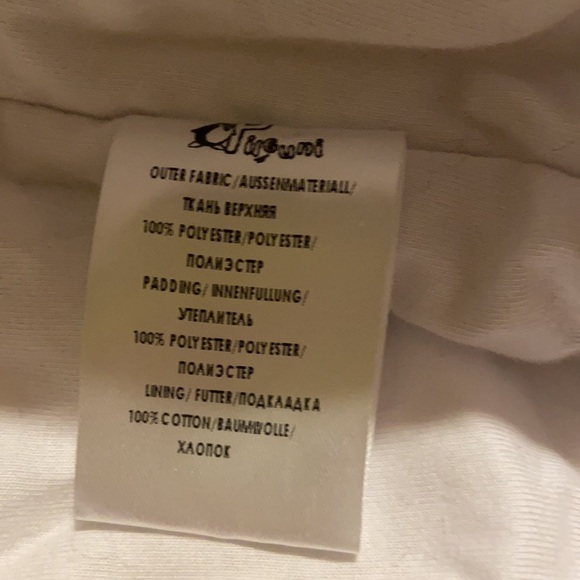 OUTER FABRIC/AUSSENMATERIALL/
ТКАНЬ ВЕРХНЯЯ
100% POLYESTER/POLYESTER/
ПОЛИЭСТЕР
PADDING/ INNENFULLUNG/
УТЕПЛИТЕЛЬ
100% POLYESTER/POLYESTER/
ПОЛИЭСТЕР
LINING/ FUTTER/ПОДКЛАДКА
100% COTTON/BAUMWOLLE/
ХЛОПОК